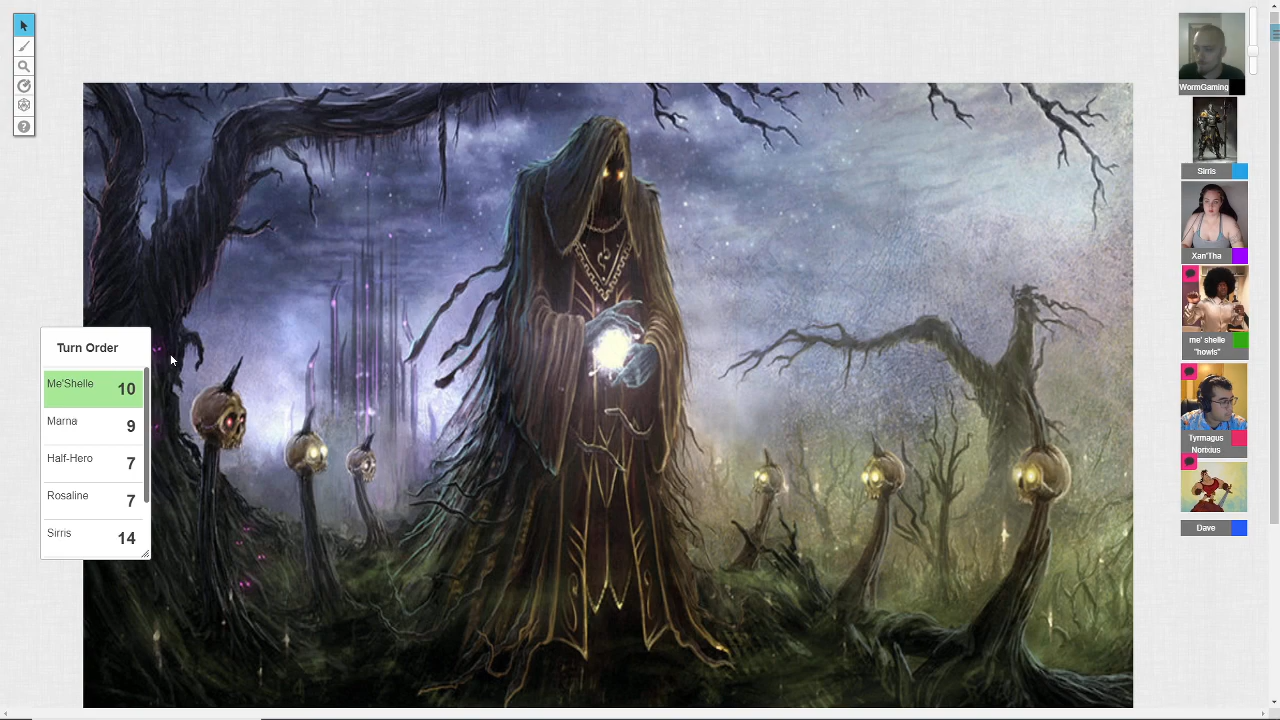 WormGaming
Sirris
Xan'Tha
me' shelle
"howls"
Tyrmagus
Norixius
Dave
Turn Order
Me'Shelle 10
Marna 9
Half-Hero 7
Rosaline 7
Sirris 14